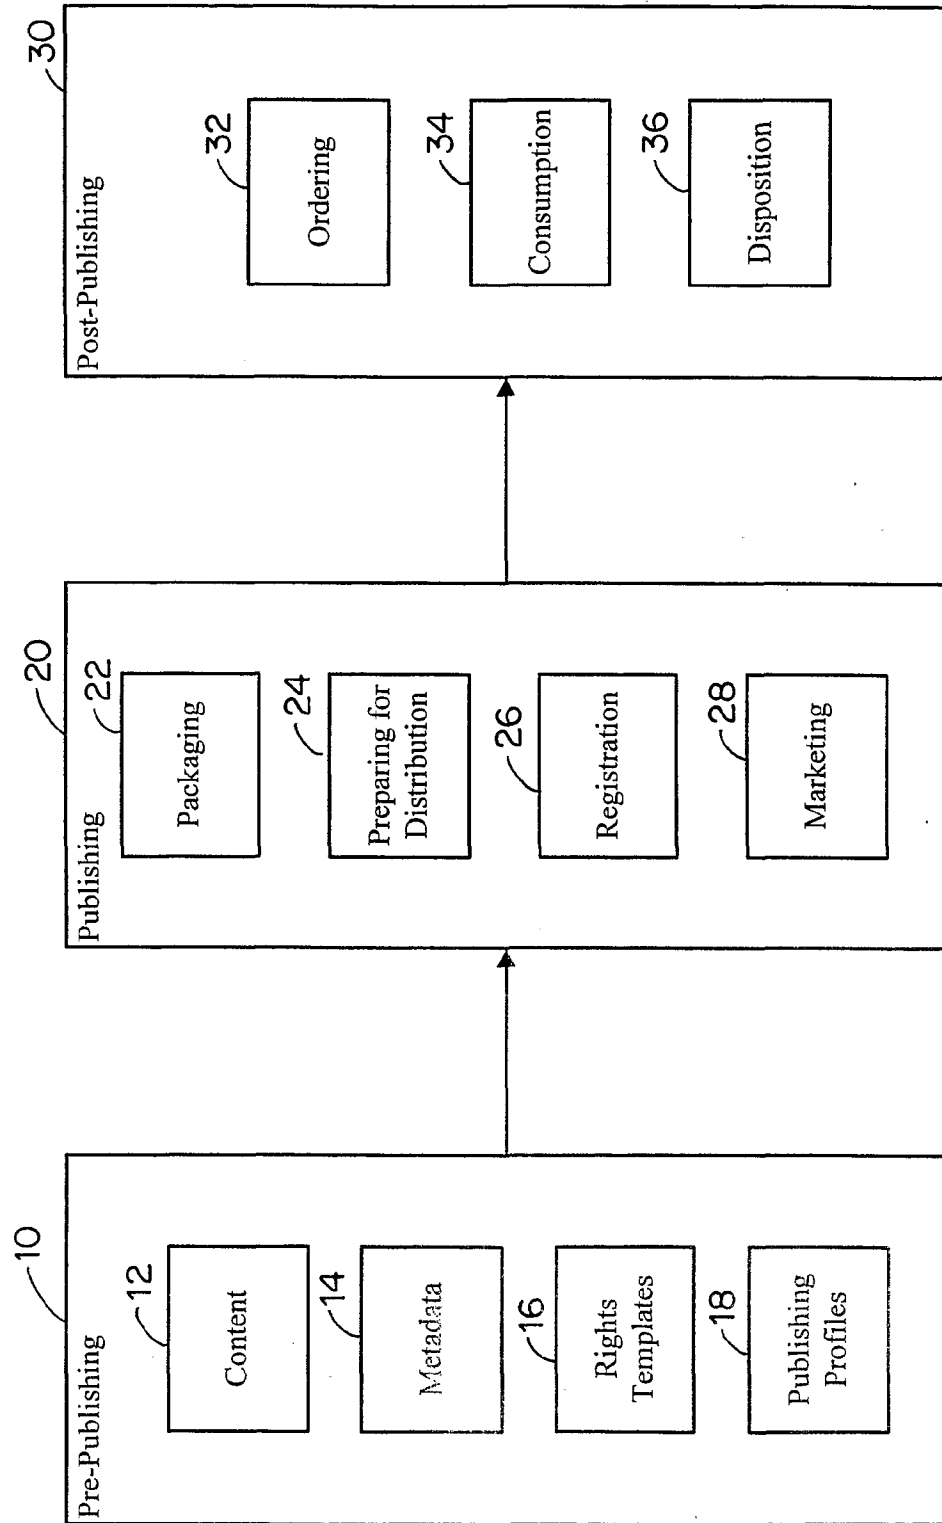 10
Pre-Publishing
12
Content
14
Metadata
16
Rights
Templates
18
Publishing
Profiles
20
Publishing
22
Packaging
24
Preparing for
Distribution
26
Registration
28
Marketing
30
Post-Publishing
32
Ordering
34
Consumption
36
Disposition